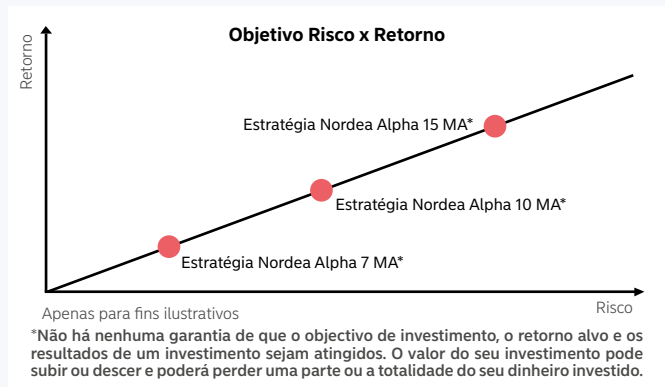 Objetivo Risco x Retorno
Retorno
Estratégia Nordea Alpha 15 MA*
Estratégia Nordea Alpha 10 MA*
Estratégia Nordea Alpha 7 MA*
Risco
Apenas para fins ilustrativos
*Não há nenhuma garantia de que o objectivo de investimento, o retorno alvo e os
resultados de um investimento sejam atingidos. O valor do seu investimento pode
subir ou descer e poderá perder uma parte ou a totalidade do seu dinheiro investido.